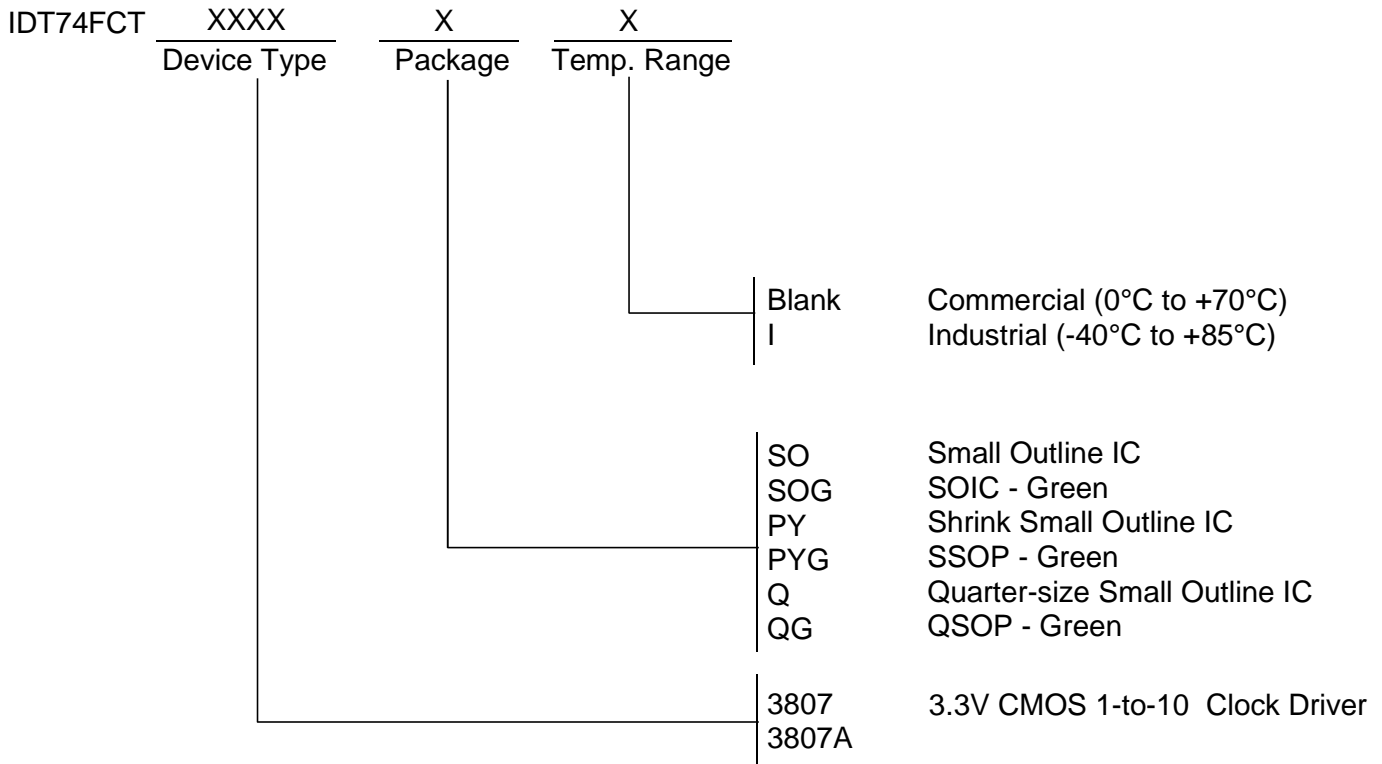 IDT74FCT XXXX X X
Device Type Package Temp. Range
Blank Commercial (0°C to +70°C)
I Industrial (-40°C to +85°C)
SO Small Outline IC
SOG SOIC - Green
PY Shrink Small Outline IC
PYG SSOP - Green
Q Quarter-size Small Outline IC
QG QSOP - Green
3807 3.3V CMOS 1-to-10 Clock Driver
3807A